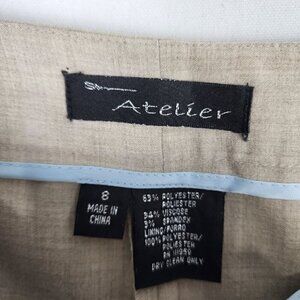 Atelier
8
MADE IN
CHINA
63% POLYESTER/
POLIESTER
34% VISCOSE
3% SPANDEX
LINING/FORRO
100% POLYESTER/
POLIESTER
DRY CLEAN ONLY